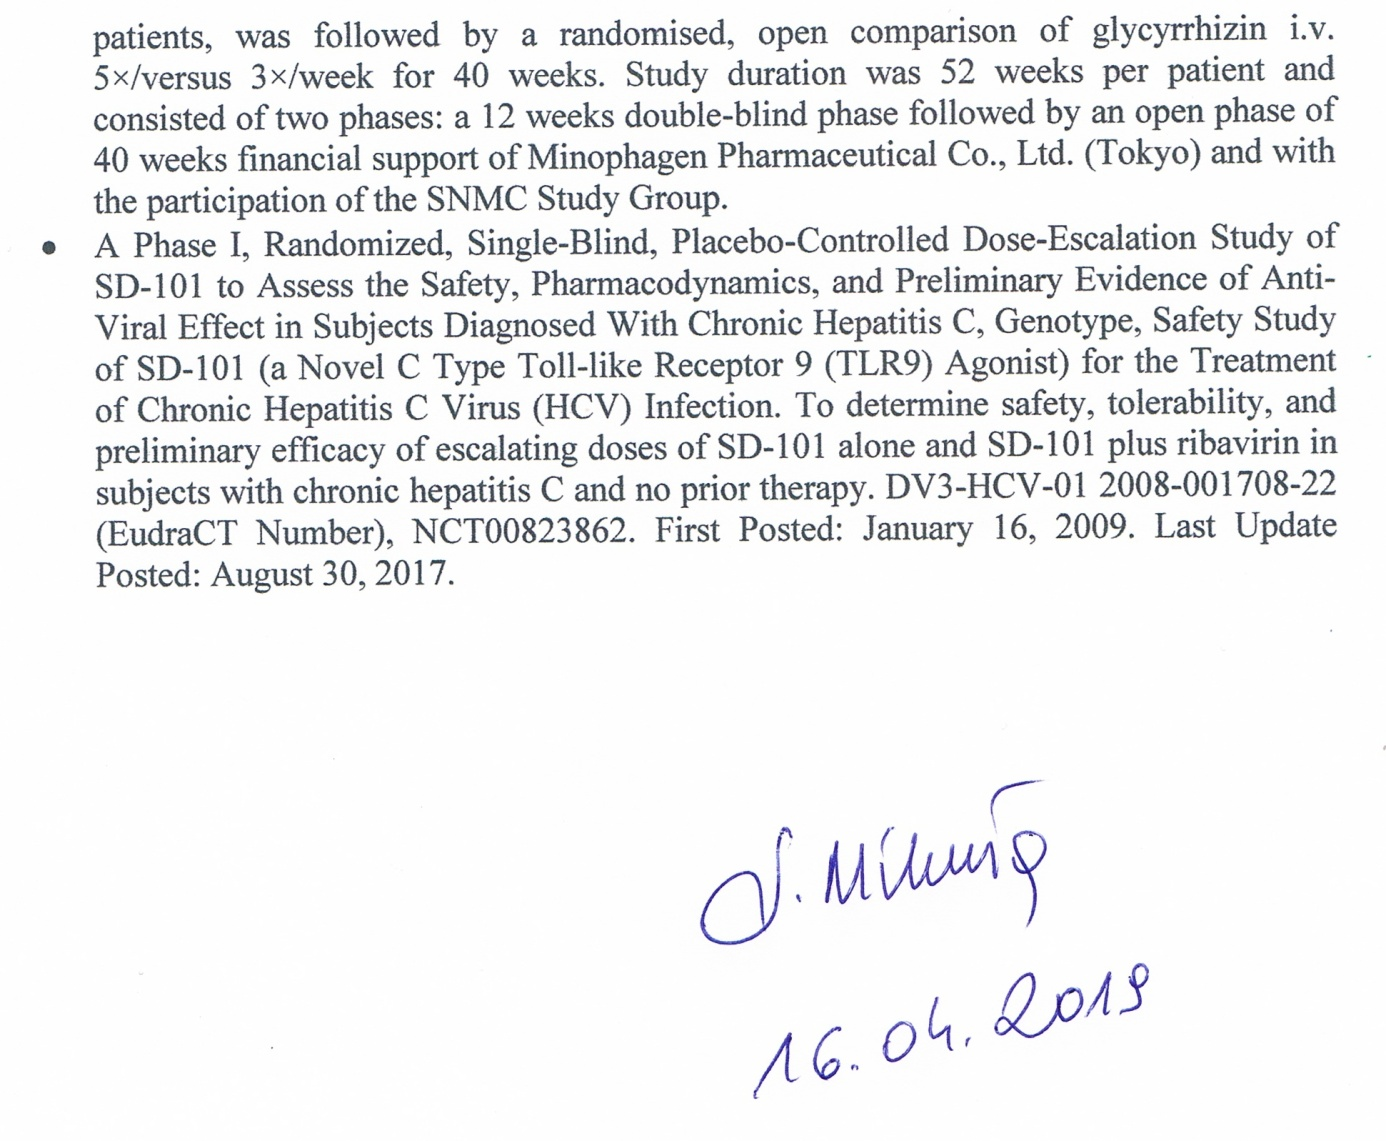 patients, was followed by a randomised, open comparison of glycyrrhizin i.v.
5×/versus 3×/week for 40 weeks. Study duration was 52 weeks per patient and
consisted of two phases: a 12 weeks double-blind phase followed by an open phase of
40 weeks financial support of Minophagen Pharmaceutical Co., Ltd. (Tokyo) and with
the participation of the SNMC Study Group.
• A Phase I, Randomized, Single-Blind, Placebo-Controlled Dose-Escalation Study of
SD-101 to Assess the Safety, Pharmacodynamics, and Preliminary Evidence of Anti-
Viral Effect in Subjects Diagnosed With Chronic Hepatitis C, Genotype, Safety Study
of SD-101 (a Novel C Type Toll-like Receptor 9 (TLR9) Agonist) for the Treatment
of Chronic Hepatitis C Virus (HCV) Infection. To determine safety, tolerability, and
preliminary efficacy of escalating doses of SD-101 alone and SD-101 plus ribavirin in
subjects with chronic hepatitis C and no prior therapy. DV3-HCV-01 2008-001708-22
(EudraCT Number), NCT00823862. First Posted: January 16, 2009. Last Update
Posted: August 30, 2017.
16.04.2019